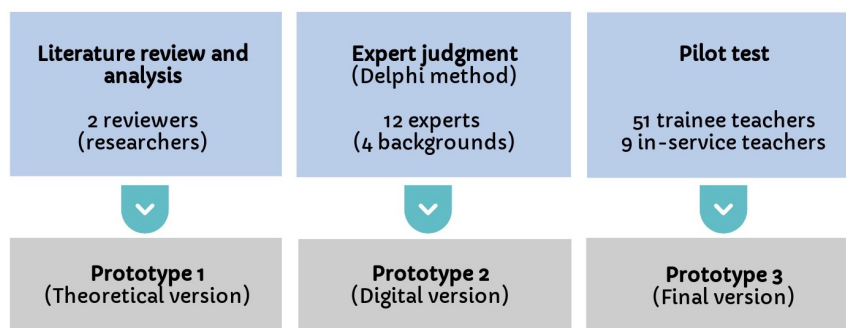 Literature review and
analysis
2 reviewers
(researchers)
Expert judgment
(Delphi method)
12 experts
(4 backgrounds)
Pilot test
51 trainee teachers
9 in-service teachers
Prototype 1
(Theoretical version)
Prototype 2
(Digital version)
Prototype 3
(Final version)